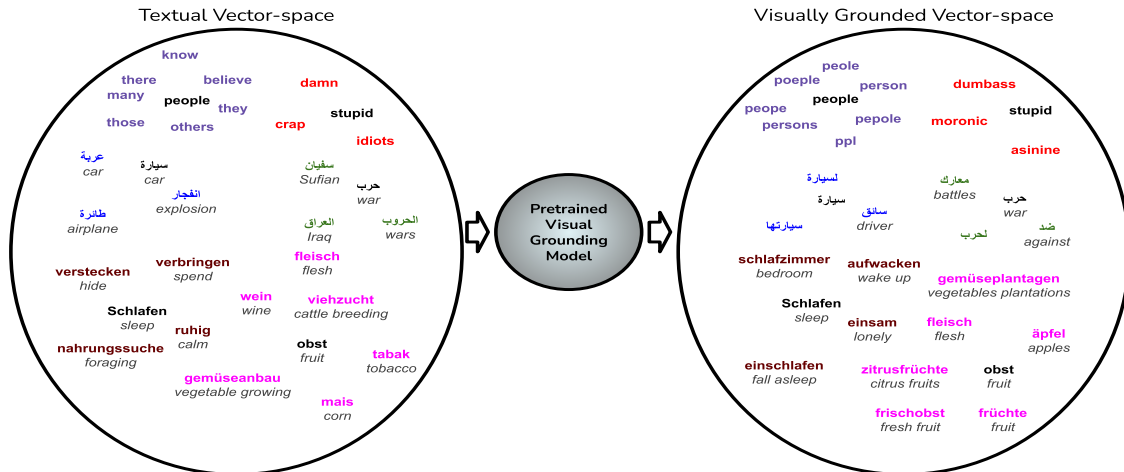 Textual Vector-space
know
there
believe
many
people
they
those
others
damn
stupid
crap
idiots
عربة
car
سيارة
car
انفجار
explosion
طائرة
airplane
سفيان
Sufian
حرب
war
العراق
Iraq
الحروب
wars
verstecken
hide
verbringen
spend
Schlafen
sleep
ruhig
calm
nahrungssuche
foraging
fleisch
flesh
wein
wine
viehzucht
cattle breeding
obst
fruit
tabak
tobacco
gemüseanbau
vegetable growing
mais
corn
Pretrained
Visual
Grounding
Model
Visually Grounded Vector-space
peole
poeple
person
people
peope
persons
pepole
ppl
dumbass
stupid
moronic
asinine
لسيارة
سيارة
سائق
driver
سيارتها
معارك
battles
حرب
war
لحرب
ضد
against
schlafzimmer
bedroom
aufwacken
wake up
Schlafen
sleep
einsam
lonely
einschlafen
fall asleep
gemüseplantagen
vegetables plantations
fleisch
flesh
äpfel
apples
zitrusfrüchte
citrus fruits
obst
fruit
frischobst
fresh fruit
früchte
fruit